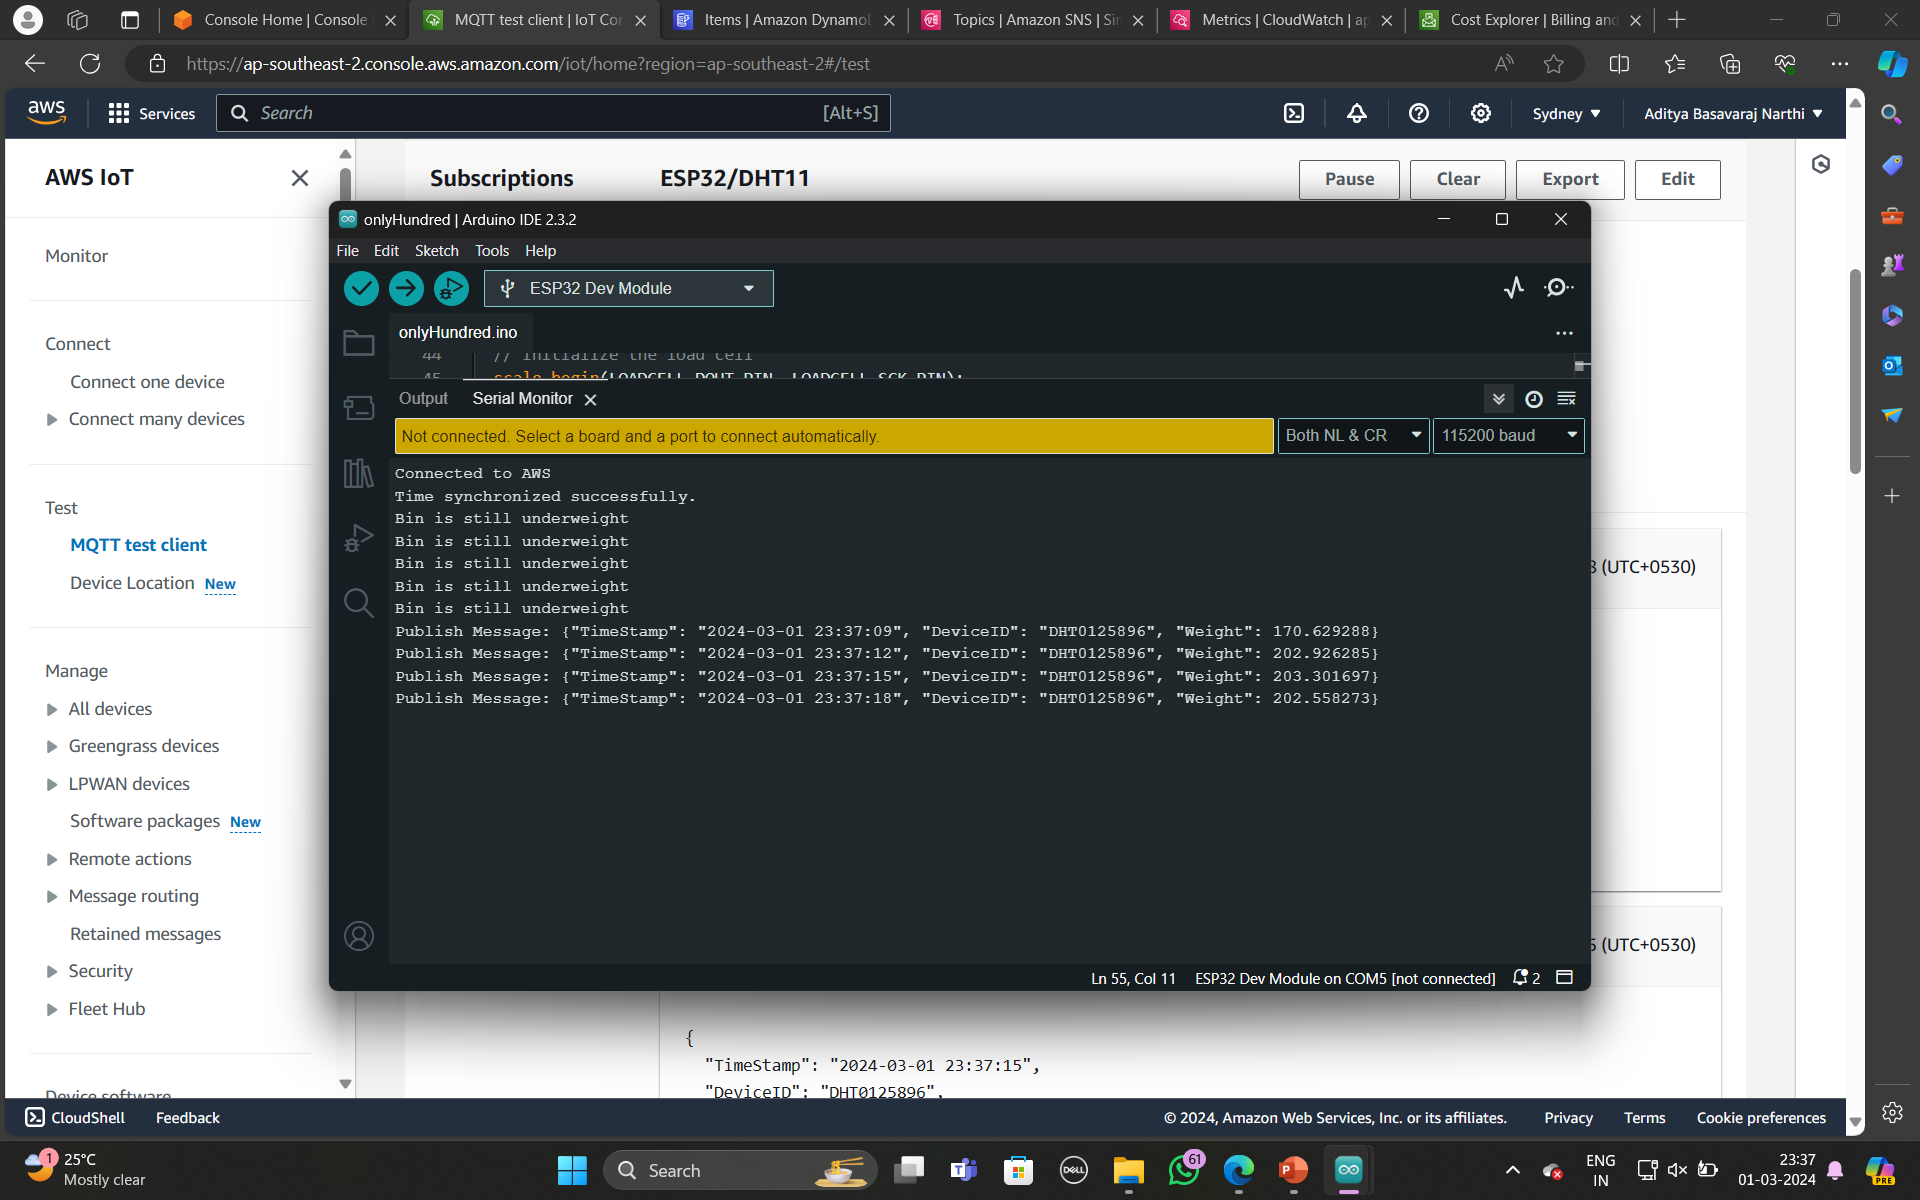 Console Home | Console
MQTT test client | IoT Cor
Items | Amazon Dynamo
Topics | Amazon SNS | Sim
Metrics | CloudWatch | ap
Cost Explorer | Billing and
https://ap-southeast-2.console.aws.amazon.com/iot/home?region=ap-southeast-2#/test
aws
Services
Search
[Alt+S]
Sydney
Aditya Basavaraj Narthi
AWS IoT
Subscriptions
ESP32/DHT11
Pause
Clear
Export
Edit
Monitor
Connect
Connect one device
Connect many devices
Test
MQTT test client
Device Location New
Manage
All devices
Greengrass devices
LPWAN devices
Software packages New
Remote actions
Message routing
Retained messages
Security
Fleet Hub
Device software
onlyHundred | Arduino IDE 2.3.2
File Edit Sketch Tools Help
ESP32 Dev Module
onlyHundred.ino
44 // Initialize the load cell
45 scale.begin(LOADCELL_DOUT_PIN, LOADCELL_SCK_PIN);
Output
Serial Monitor
Not connected. Select a board and a port to connect automatically.
Both NL & CR
115200 baud
Connected to AWS
Time synchronized successfully.
Bin is still underweight
Bin is still underweight
Bin is still underweight
Bin is still underweight
Bin is still underweight
Publish Message: {"TimeStamp": "2024-03-01 23:37:09", "DeviceID": "DHT0125896", "Weight": 170.629288}
Publish Message: {"TimeStamp": "2024-03-01 23:37:12", "DeviceID": "DHT0125896", "Weight": 202.926285}
Publish Message: {"TimeStamp": "2024-03-01 23:37:15", "DeviceID": "DHT0125896", "Weight": 203.301697}
Publish Message: {"TimeStamp": "2024-03-01 23:37:18", "DeviceID": "DHT0125896", "Weight": 202.558273}
Ln 55, Col 11
ESP32 Dev Module on COM5 [not connected]
2
(UTC+0530)
(UTC+0530)
{
"TimeStamp": "2024-03-01 23:37:15",
"DeviceID": "DHT0125896",
CloudShell
Feedback
© 2024, Amazon Web Services, Inc. or its affiliates.
Privacy
Terms
Cookie preferences
1
25°C
Mostly clear
Search
DELL
61
ENG
IN
23:37
01-03-2024
PRE